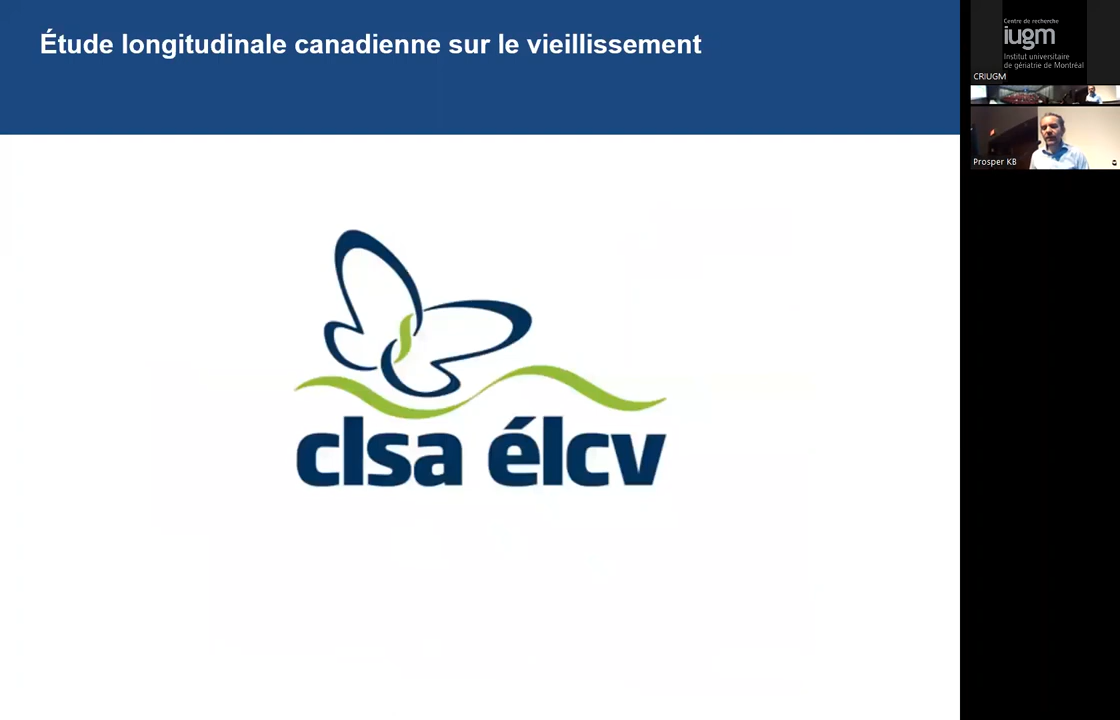 Étude longitudinale canadienne sur le vieillissement
clsa élcv
Centre de recherche
iugm
Institut universitaire
de gériatrie de Montréal
CRIUGM
Prosper KB